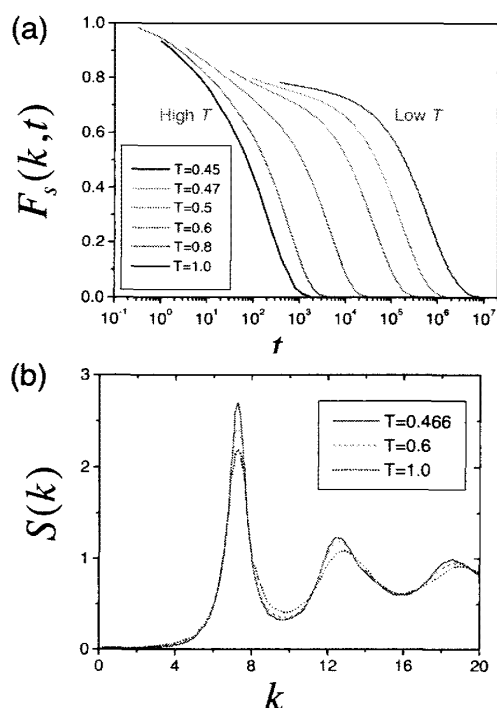 (a)
1.0
0.8
0.6
0.4
0.2
0.0
F_s(k,t)
High T
Low T
T=0.45
T=0.47
T=0.5
T=0.6
T=0.8
T=1.0
10^-1 10^0 10^1 10^2 10^3 10^4 10^5 10^6 10^7
t
(b)
3
2
1
0
S(k)
T=0.466
T=0.6
T=1.0
0 4 8 12 16 20
k